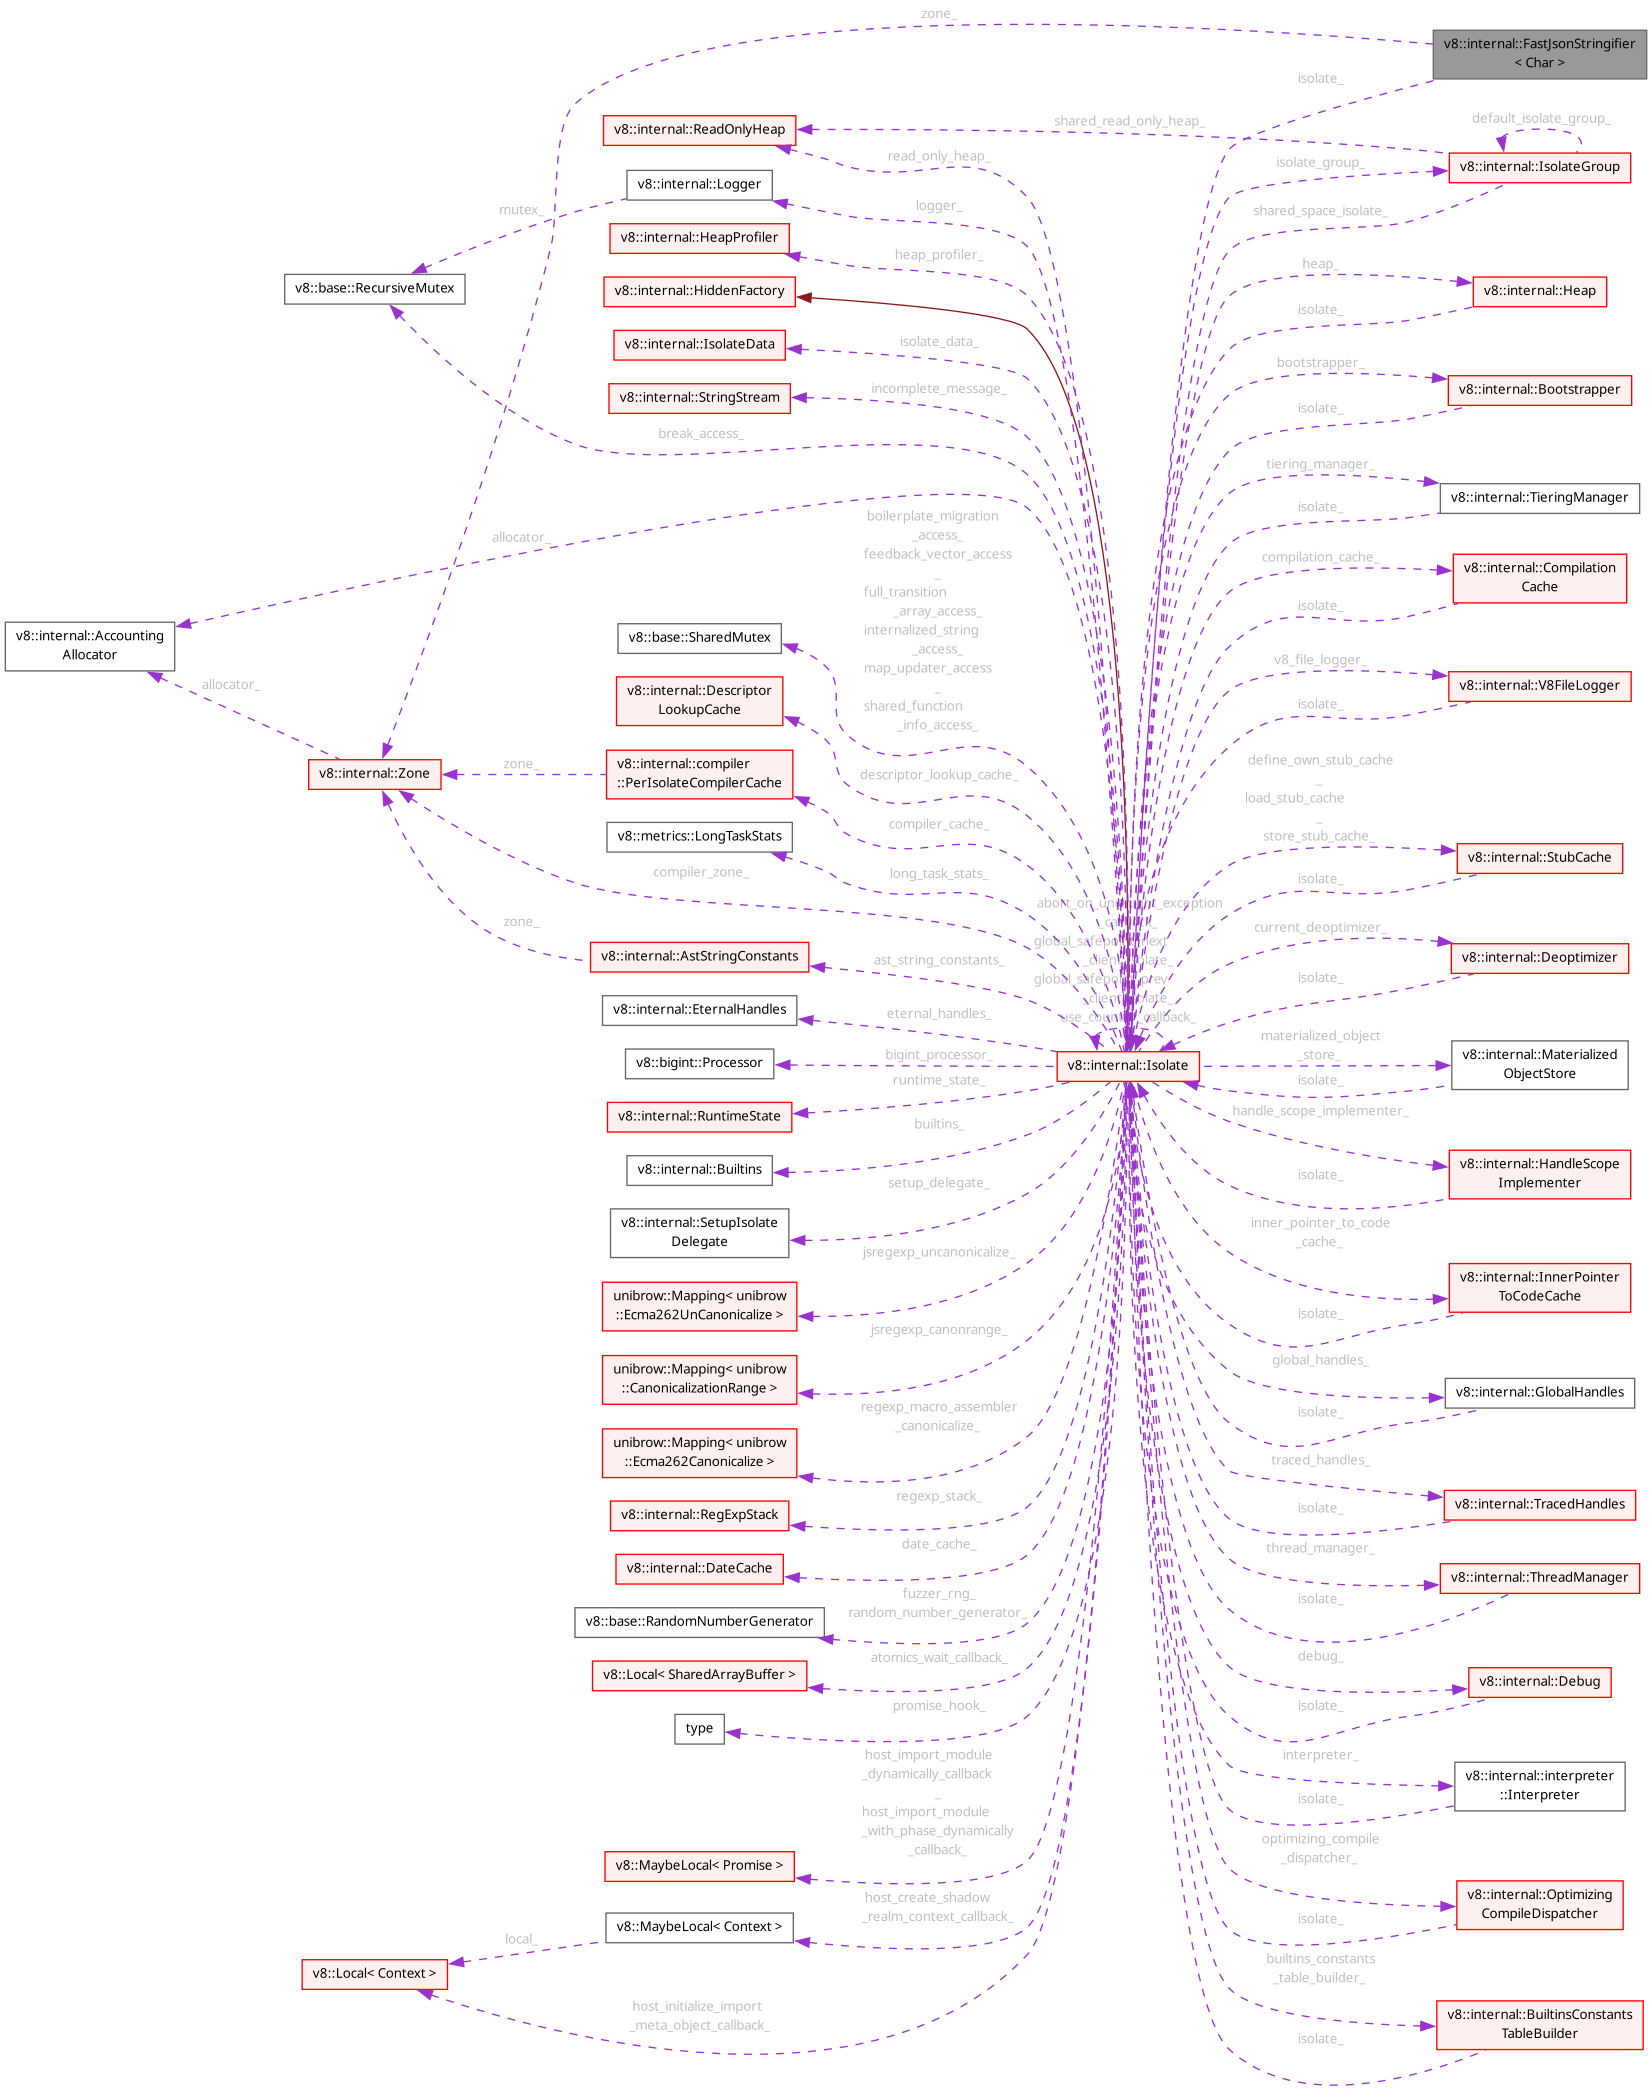 zone_
v8::internal::FastJsonStringifier
< Char >
isolate_
v8::internal::ReadOnlyHeap
shared_read_only_heap_
default_isolate_group_
read_only_heap_
isolate_group_
v8::internal::IsolateGroup
v8::internal::Logger
mutex_
logger_
shared_space_isolate_
v8::internal::HeapProfiler
heap_profiler_
heap_
v8::base::RecursiveMutex
v8::internal::HiddenFactory
v8::internal::Heap
isolate_
v8::internal::IsolateData
isolate_data_
bootstrapper_
v8::internal::StringStream
incomplete_message_
v8::internal::Bootstrapper
isolate_
break_access_
tiering_manager_
v8::internal::TieringManager
isolate_
allocator_
boilerplate_migration
_access_
feedback_vector_access
_
full_transition
_array_access_
internalized_string
_access_
map_updater_access
_
shared_function
_info_access_
compilation_cache_
v8::internal::Compilation
Cache
isolate_
v8::internal::Accounting
Allocator
v8::base::SharedMutex
allocator_
v8::internal::Descriptor
LookupCache
v8_file_logger_
v8::internal::V8FileLogger
isolate_
v8::internal::Zone
zone_
v8::internal::compiler
::PerIsolateCompilerCache
descriptor_lookup_cache_
define_own_stub_cache
_
load_stub_cache
_
store_stub_cache_
v8::metrics::LongTaskStats
compiler_cache_
v8::internal::StubCache
isolate_
compiler_zone_
long_task_stats_
zone_
v8::internal::AstStringConstants
ast_string_constants_
current_deoptimizer_
v8::internal::Deoptimizer
isolate_
v8::internal::EternalHandles
eternal_handles_
use_counter_callback_
v8::bigint::Processor
bigint_processor_
v8::internal::Isolate
materialized_object
_store_
v8::internal::Materialized
ObjectStore
isolate_
v8::internal::RuntimeState
runtime_state_
handle_scope_implementer_
v8::internal::Builtins
builtins_
v8::internal::HandleScope
Implementer
isolate_
v8::internal::SetupIsolate
Delegate
setup_delegate_
inner_pointer_to_code
_cache_
jsregexp_uncanonicalize_
unibrow::Mapping< unibrow
::Ecma262UnCanonicalize >
v8::internal::InnerPointer
ToCodeCache
isolate_
jsregexp_canonrange_
unibrow::Mapping< unibrow
::CanonicalizationRange >
global_handles_
v8::internal::GlobalHandles
isolate_
regexp_macro_assembler
_canonicalize_
unibrow::Mapping< unibrow
::Ecma262Canonicalize >
traced_handles_
v8::internal::TracedHandles
isolate_
v8::internal::RegExpStack
regexp_stack_
thread_manager_
v8::internal::DateCache
date_cache_
v8::internal::ThreadManager
isolate_
v8::base::RandomNumberGenerator
fuzzer_rng_
random_number_generator_
debug_
v8::Local< SharedArrayBuffer >
atomics_wait_callback_
v8::internal::Debug
isolate_
type
promise_hook_
interpreter_
v8::internal::interpreter
::Interpreter
isolate_
host_import_module
_dynamically_callback
_
host_import_module
_with_phase_dynamically
_callback_
v8::MaybeLocal< Promise >
optimizing_compile
_dispatcher_
v8::internal::Optimizing
CompileDispatcher
isolate_
v8::MaybeLocal< Context >
host_create_shadow
_realm_context_callback_
local_
v8::Local< Context >
host_initialize_import
_meta_object_callback_
builtins_constants
_table_builder_
v8::internal::BuiltinsConstants
TableBuilder
isolate_